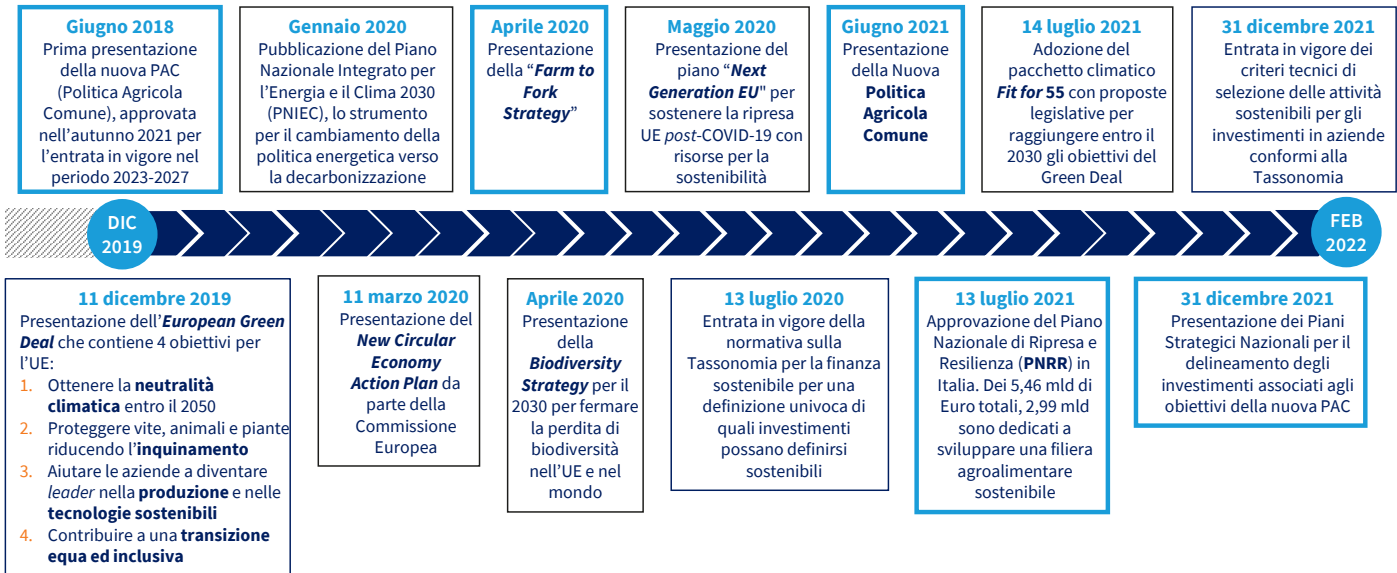 Giugno 2018
Prima presentazione
della nuova PAC
(Politica Agricola
Comune), approvata
nell'autunno 2021 per
l'entrata in vigore nel
periodo 2023-2027
Gennaio 2020
Pubblicazione del Piano
Nazionale Integrato per
l'Energia e il Clima 2030
(PNIEC), lo strumento
per il cambiamento della
politica energetica verso
la decarbonizzazione
Aprile 2020
Presentazione
della "Farm to
Fork
Strategy"
Maggio 2020
Presentazione del
piano "Next
Generation EU" per
sostenere la ripresa
UE post-COVID-19 con
risorse per la
sostenibilità
Giugno 2021
Presentazione
della Nuova
Politica
Agricola
Comune
14 luglio 2021
Adozione del
pacchetto climatico
Fit for 55 con proposte
legislative per
raggiungere entro il
2030 gli obiettivi del
Green Deal
31 dicembre 2021
Entrata in vigore dei
criteri tecnici di
selezione delle attività
sostenibili per gli
investimenti in aziende
conformi alla
Tassonomia
DIC
2019
FEB
2022
11 dicembre 2019
Presentazione dell'European Green
Deal che contiene 4 obiettivi per
l'UE:
1. Ottenere la neutralità
climatica entro il 2050
2. Proteggere vite, animali e piante
riducendo l'inquinamento
3. Aiutare le aziende a diventare
leader nella produzione e nelle
tecnologie sostenibili
4. Contribuire a una transizione
equa ed inclusiva
11 marzo 2020
Presentazione del
New Circular
Economy
Action Plan da
parte della
Commissione
Europea
Aprile 2020
Presentazione
della
Biodiversity
Strategy per il
2030 per fermare
la perdita di
biodiversità
nell'UE e nel
mondo
13 luglio 2020
Entrata in vigore della
normativa sulla
Tassonomia per la finanza
sostenibile per una
definizione univoca di
quali investimenti
possano definirsi
sostenibili
13 luglio 2021
Approvazione del Piano
Nazionale di Ripresa e
Resilienza (PNRR) in
Italia. Dei 5,46 mld di
Euro totali, 2,99 mld
sono dedicati a
sviluppare una filiera
agroalimentare
sostenibile
31 dicembre 2021
Presentazione dei Piani
Strategici Nazionali per il
delineamento degli
investimenti associati agli
obiettivi della nuova PAC